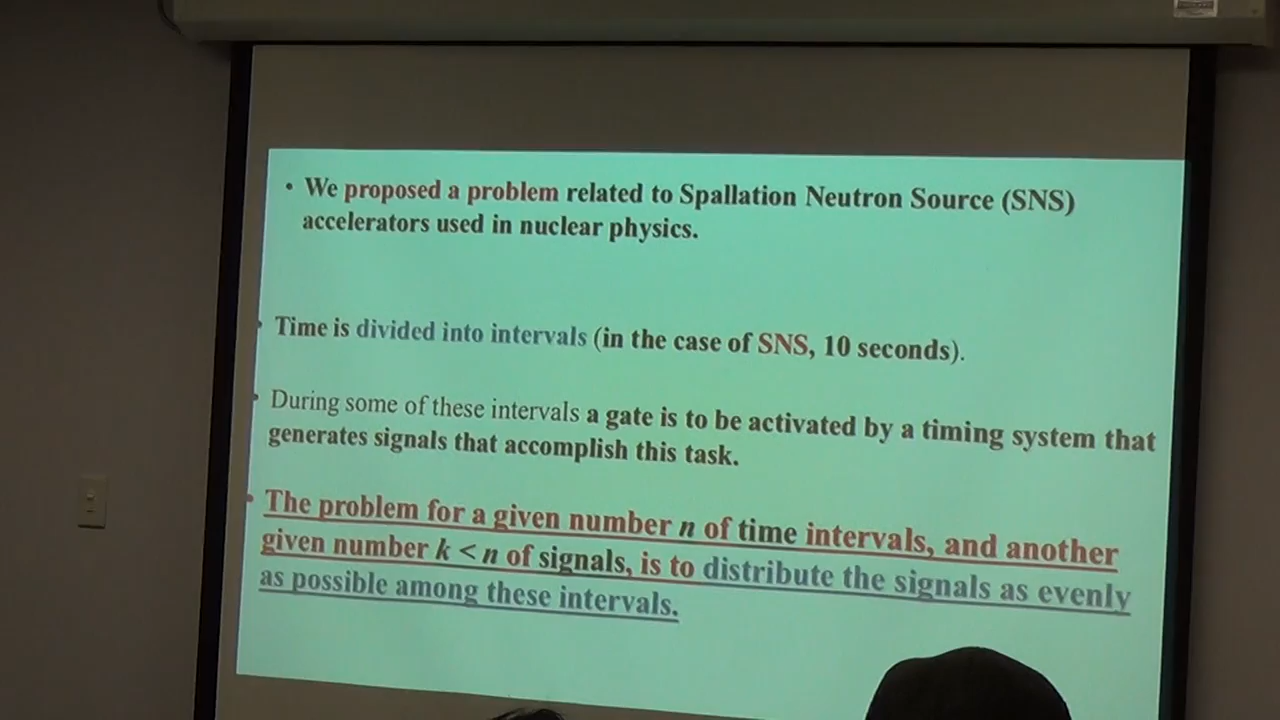 • We proposed a problem related to Spallation Neutron Source (SNS)
accelerators used in nuclear physics.
• Time is divided into intervals (in the case of SNS, 10 seconds).
• During some of these intervals a gate is to be activated by a timing system that
generates signals that accomplish this task.
• The problem for a given number n of time intervals, and another
given number k < n of signals, is to distribute the signals as evenly
as possible among these intervals.